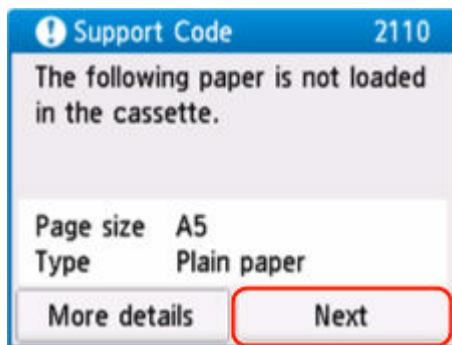 Support Code 2110
The following paper is not loaded
in the cassette.
Page size A5
Type Plain paper
More details Next